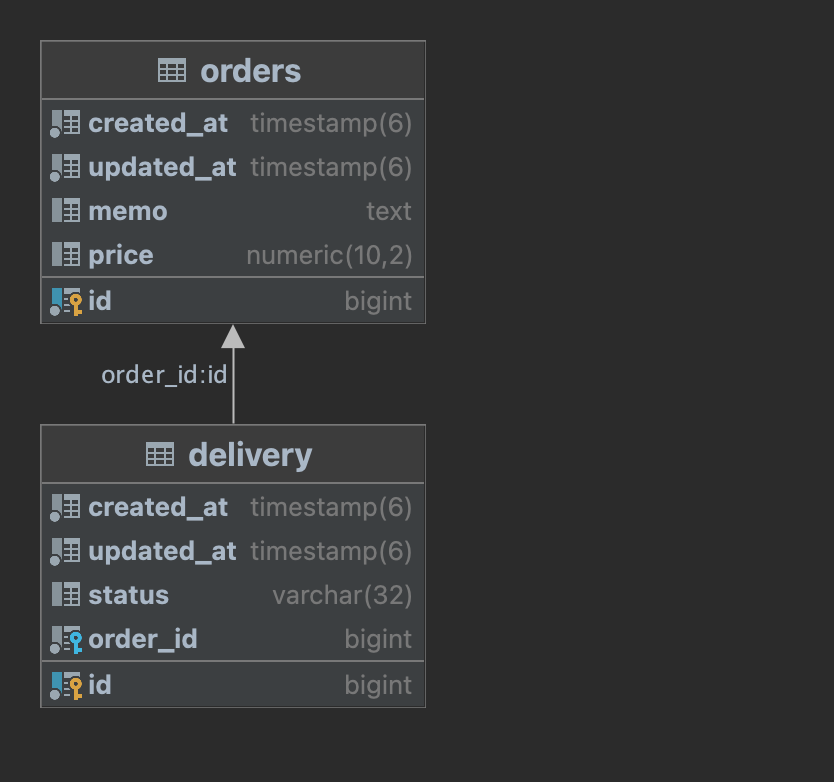 orders
created_at timestamp(6)
updated_at timestamp(6)
memo text
price numeric(10,2)
id bigint
order_id:id
delivery
created_at timestamp(6)
updated_at timestamp(6)
status varchar(32)
order_id bigint
id bigint